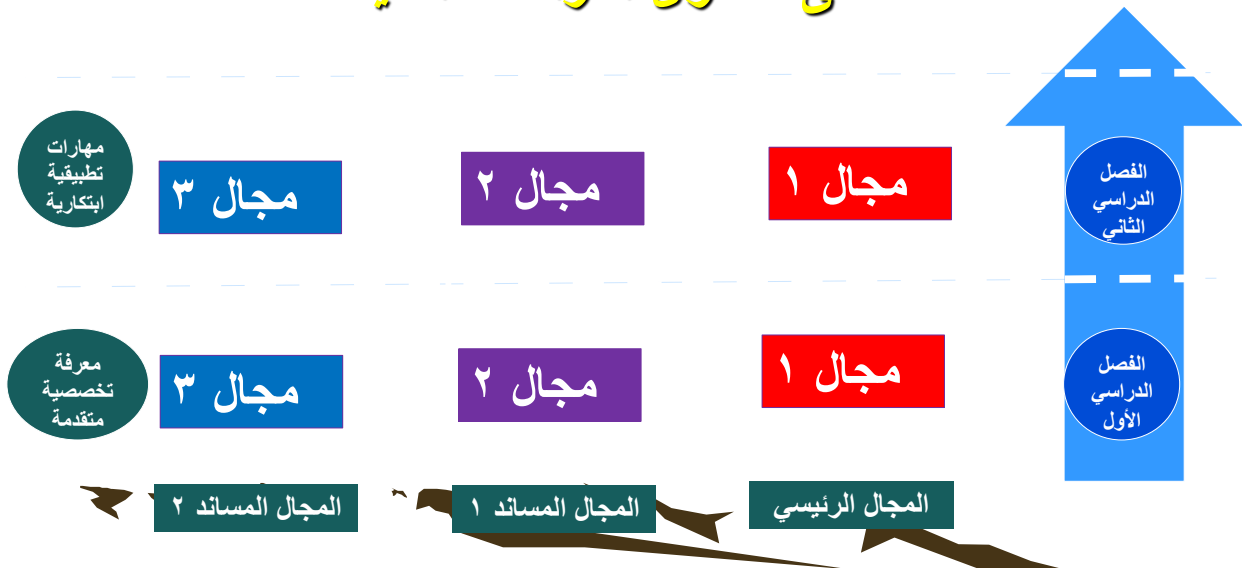 الفصل
الدراسي
الثاني
مجال ١
مجال ٢
مجال ٣
مهارات
تطبيقية
ابتكارية
الفصل
الدراسي
الأول
مجال ١
مجال ٢
مجال ٣
معرفة
تخصصية
متقدمة
المجال الرئيسي
المجال المساند ١
المجال المساند ٢